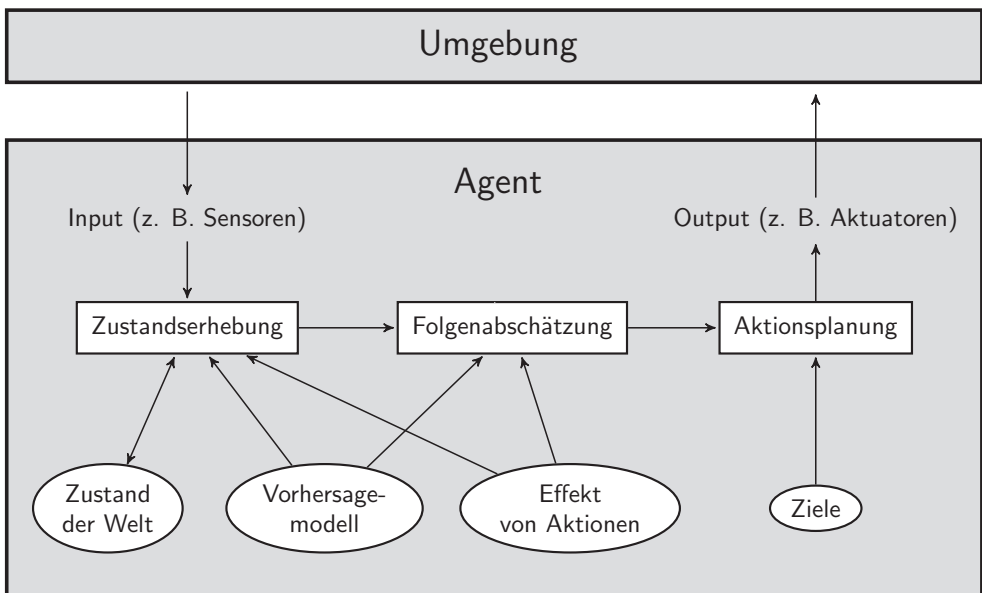 Umgebung
Agent
Input (z. B. Sensoren)
Output (z. B. Aktuatoren)
Zustandserhebung
Folgenabschätzung
Aktionsplanung
Zustand
der Welt
Vorhersage-
modell
Effekt
von Aktionen
Ziele